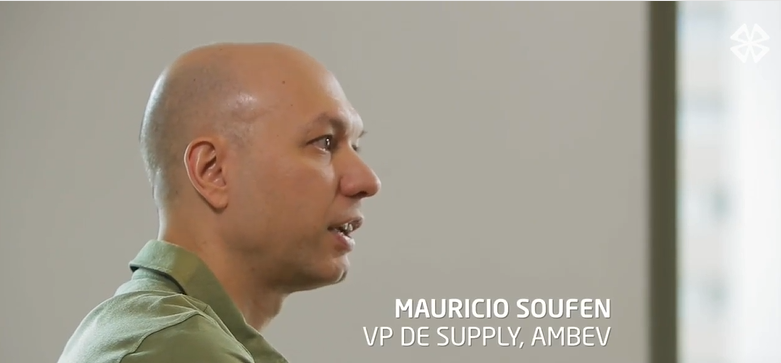 MAURICIO SOUFEN
VP DE SUPPLY, AMBEV